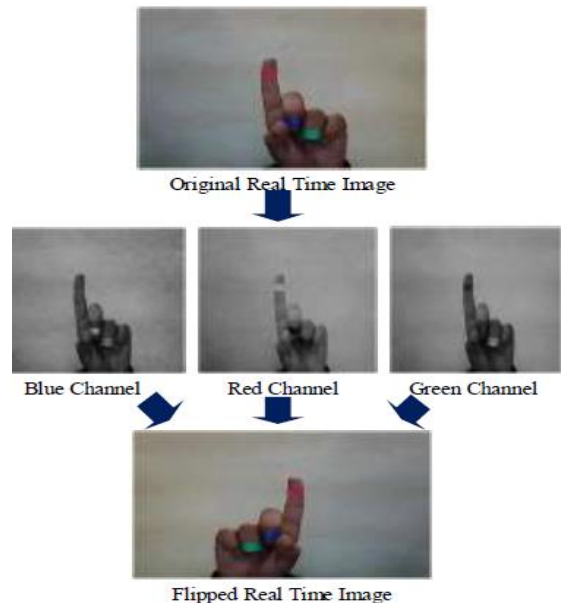 Original Real Time Image
Blue Channel
Red Channel
Green Channel
Flipped Real Time Image